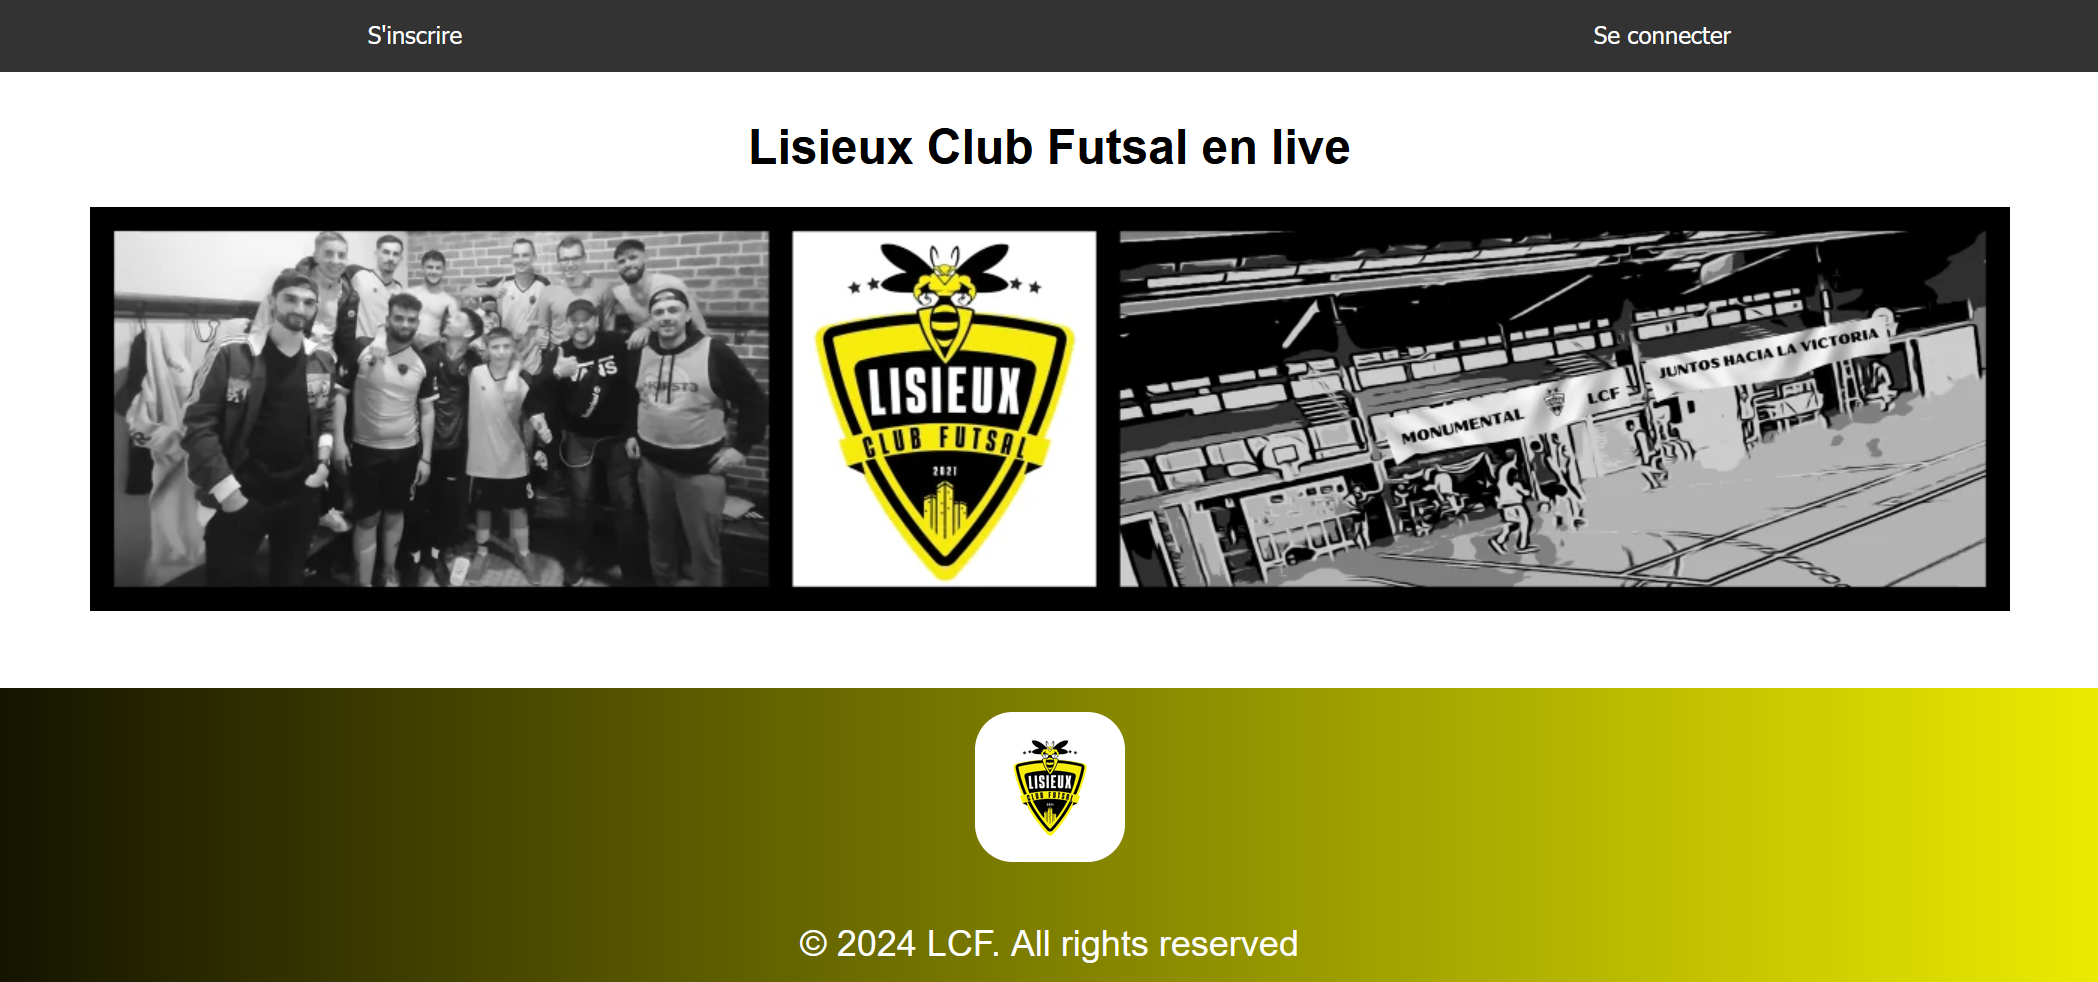 S'inscrire
Se connecter
Lisieux Club Futsal en live
LISIEUX
CLUB FUTSAL
2021
MONUMENTAL LCF
JUNTOS HACIA LA VICTORIA
LISIEUX
CLUB FUTSAL
© 2024 LCF. All rights reserved